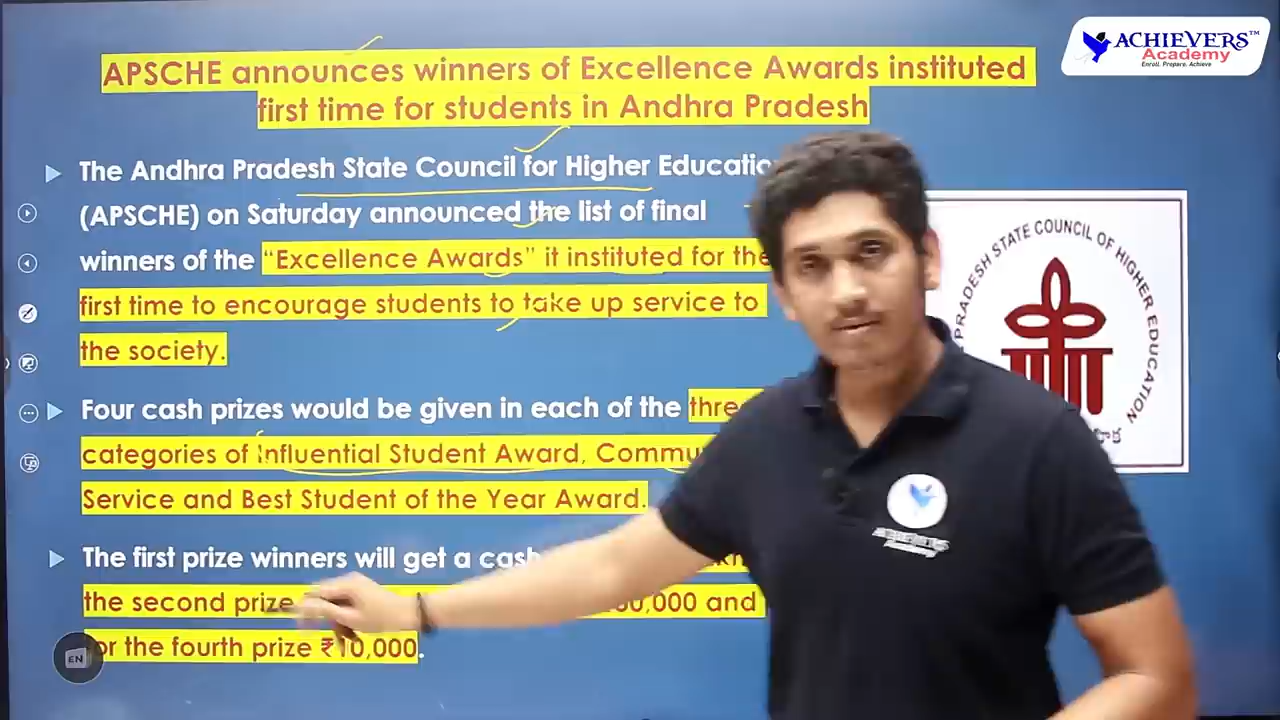 ACHIEVERS™
Academy
Enroll. Prepare. Achieve
APSCHE announces winners of Excellence Awards instituted
first time for students in Andhra Pradesh
The Andhra Pradesh State Council for Higher
(APSCHE) on Saturday announced the list of final
winners of the “Excellence Awards” it instituted for the
first time to encourage students to take up service to
the society.
Four cash prizes would be given in each of the
categories of Influential Student Award,
Service and Best Student of the Year Award.
The first prize winners will get a
the second prize and
the fourth prize ₹10,000.
PRADESH STATE COUNCIL OF HIGHER EDUCATION
ACHIEVERS
Academy
EN